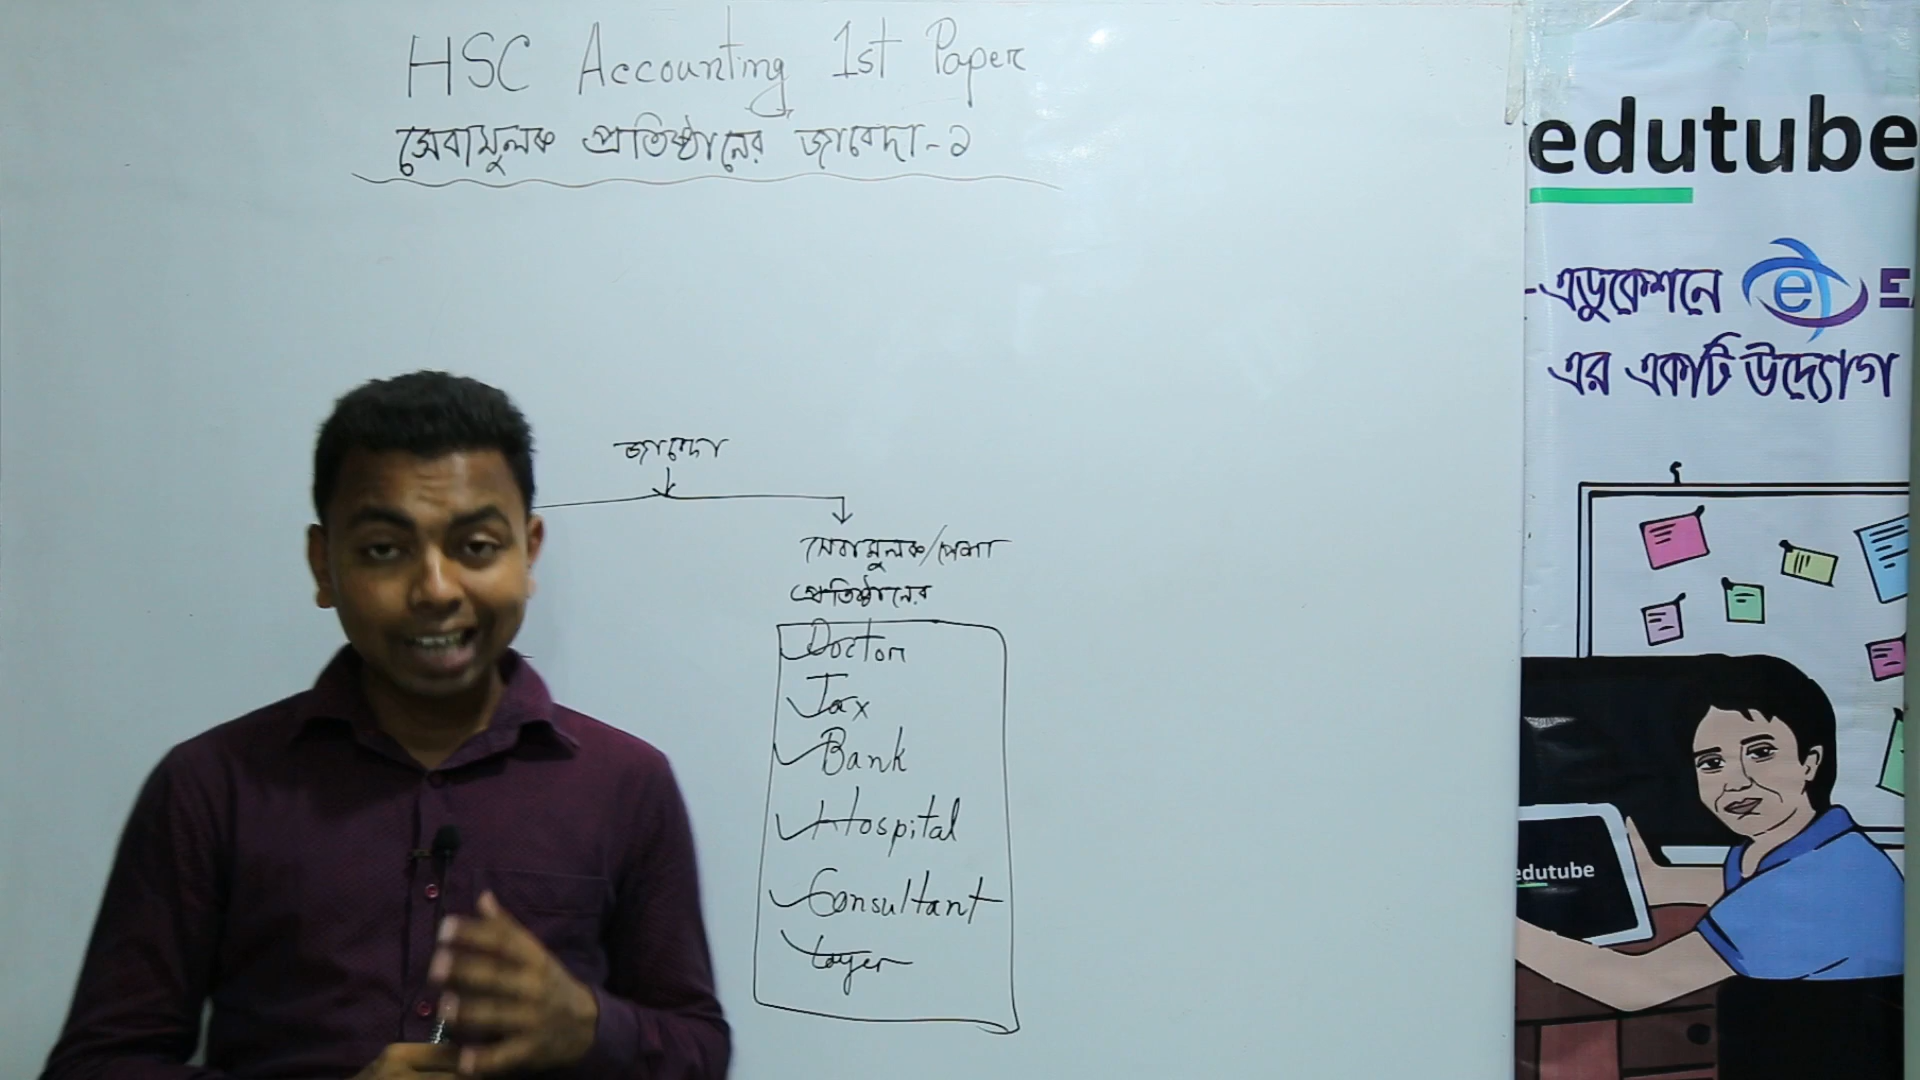 HSC Accounting 1st Paper
সেবামূলক প্রতিষ্ঠানের জাবেদা-১
জাবেদা
সেবামূলক/পেশা
প্রতিষ্ঠানের
Doctor
Tax
Bank
Hospital
Consultant
Layer
edutube
-এডুকেশনে e
এর একটি উদ্যোগ
edutube